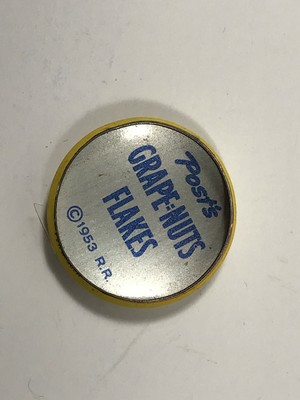 Post's
GRAPE-NUTS
FLAKES
©1953 R.R.